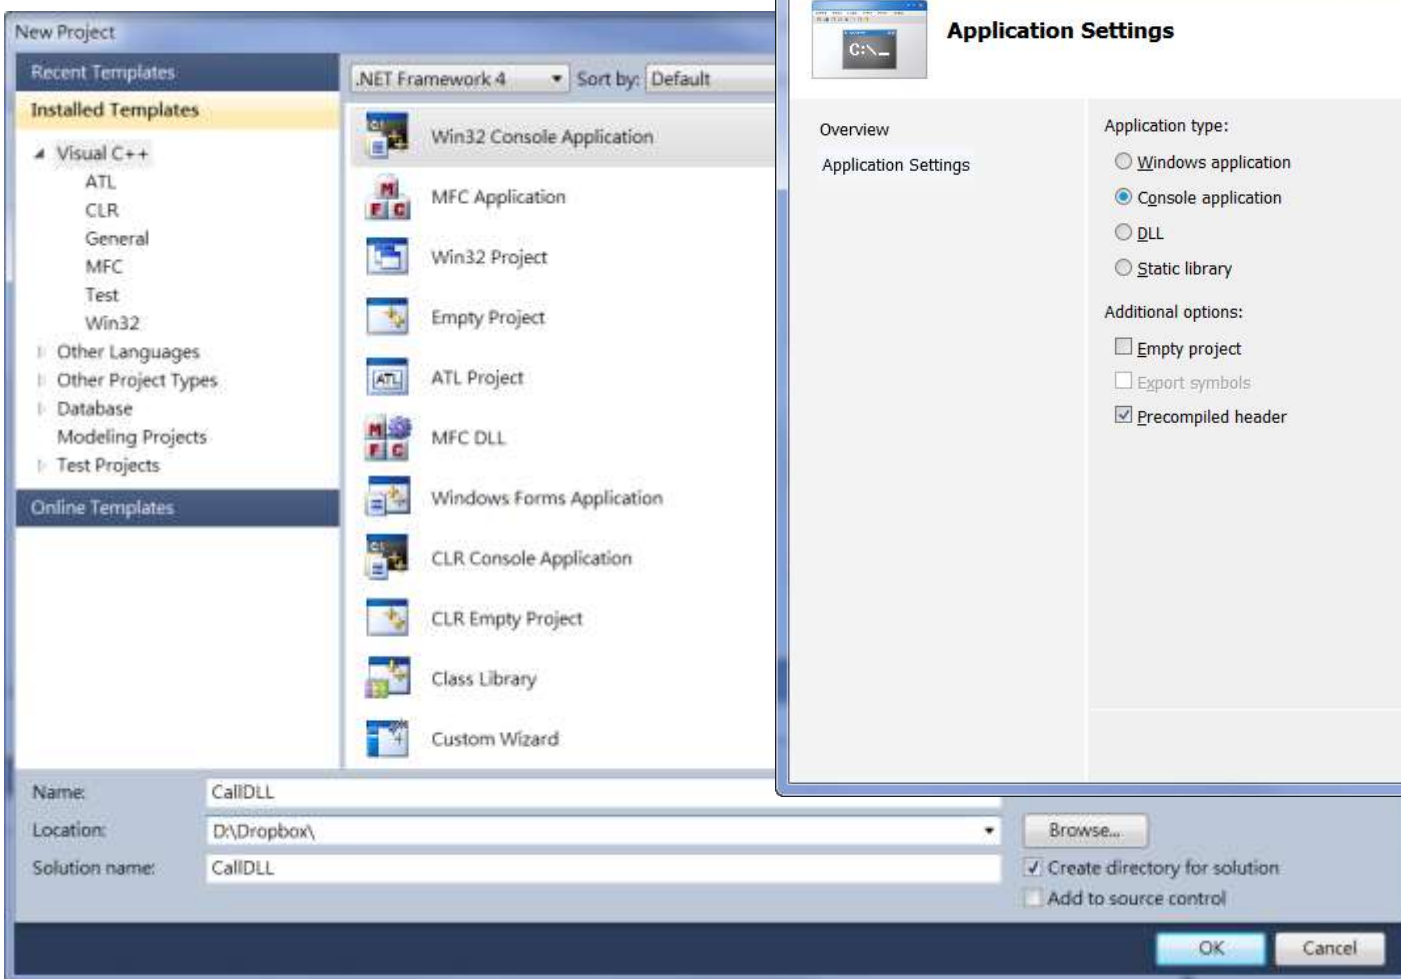 New Project
Recent Templates
Installed Templates
Visual C++
ATL
CLR
General
MFC
Test
Win32
Other Languages
Other Project Types
Database
Modeling Projects
Test Projects
Online Templates
.NET Framework 4 Sort by: Default
Win32 Console Application
MFC Application
Win32 Project
Empty Project
ATL Project
MFC DLL
Windows Forms Application
CLR Console Application
CLR Empty Project
Class Library
Custom Wizard
Name: CallDLL
Location: D:\Dropbox\
Solution name: CallDLL
Browse...
Create directory for solution
Add to source control
OK Cancel
C:\_
Application Settings
Overview
Application Settings
Application type:
Windows application
Console application
DLL
Static library
Additional options:
Empty project
Export symbols
Precompiled header